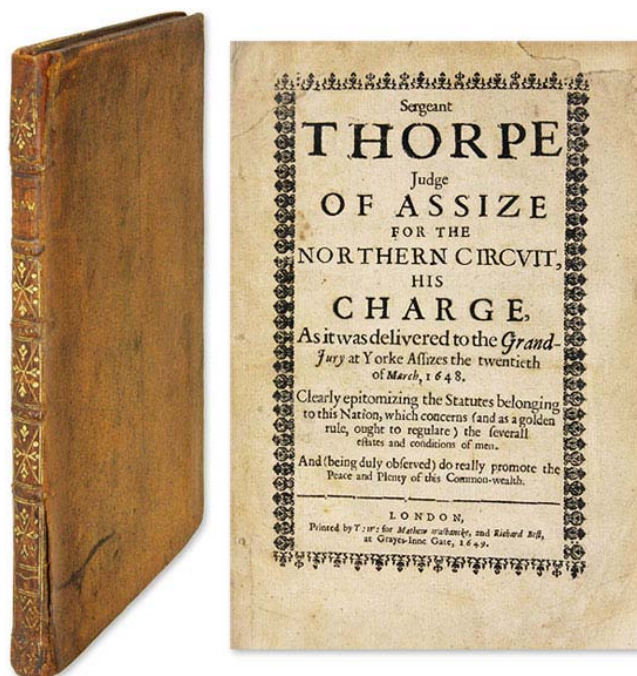 LAW
Sergeant
THORPE
Judge
OF ASSIZE
FOR THE
NORTHERN CIRCVIT,
HIS
CHARGE,
As it was delivered to the Grand-
Jury at Yorke Aſſizes the twentieth
of March, 1648.
Clearly epitomizing the Statutes belonging
to this Nation, which concerns (and as a golden
rule, ought to regulate) the ſeverall
eſtates and conditions of men.
And (being duly obſerved) do really promote the
Peace and Plenty of this Common-wealth.
LONDON,
Printed by T: W: for Mathew Walbancke, and Richard Beſt,
at Grayes-Inne Gate, 1649.